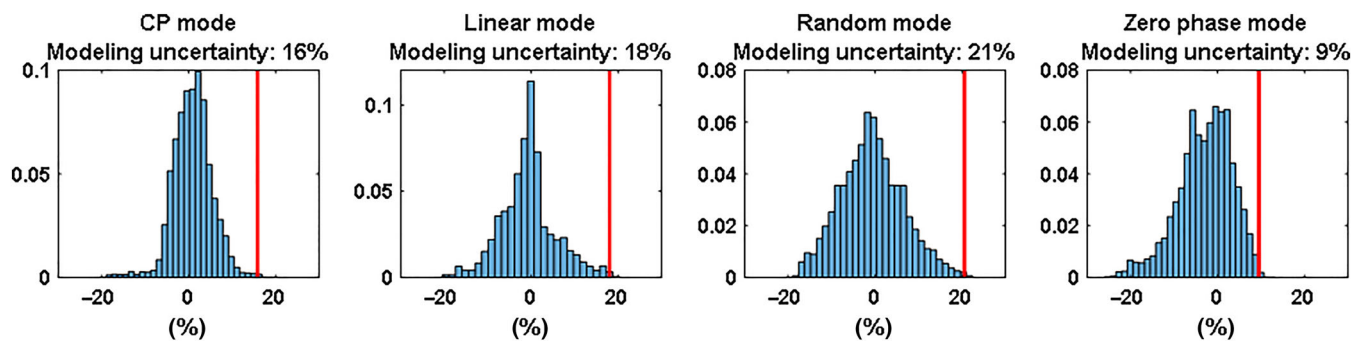 CP mode
Modeling uncertainty: 16%
0.1
0.05
0
−20 0 20
(%)
Linear mode
Modeling uncertainty: 18%
0.1
0.05
0
−20 0 20
(%)
Random mode
Modeling uncertainty: 21%
0.08
0.06
0.04
0.02
0
−20 0 20
(%)
Zero phase mode
Modeling uncertainty: 9%
0.08
0.06
0.04
0.02
0
−20 0 20
(%)